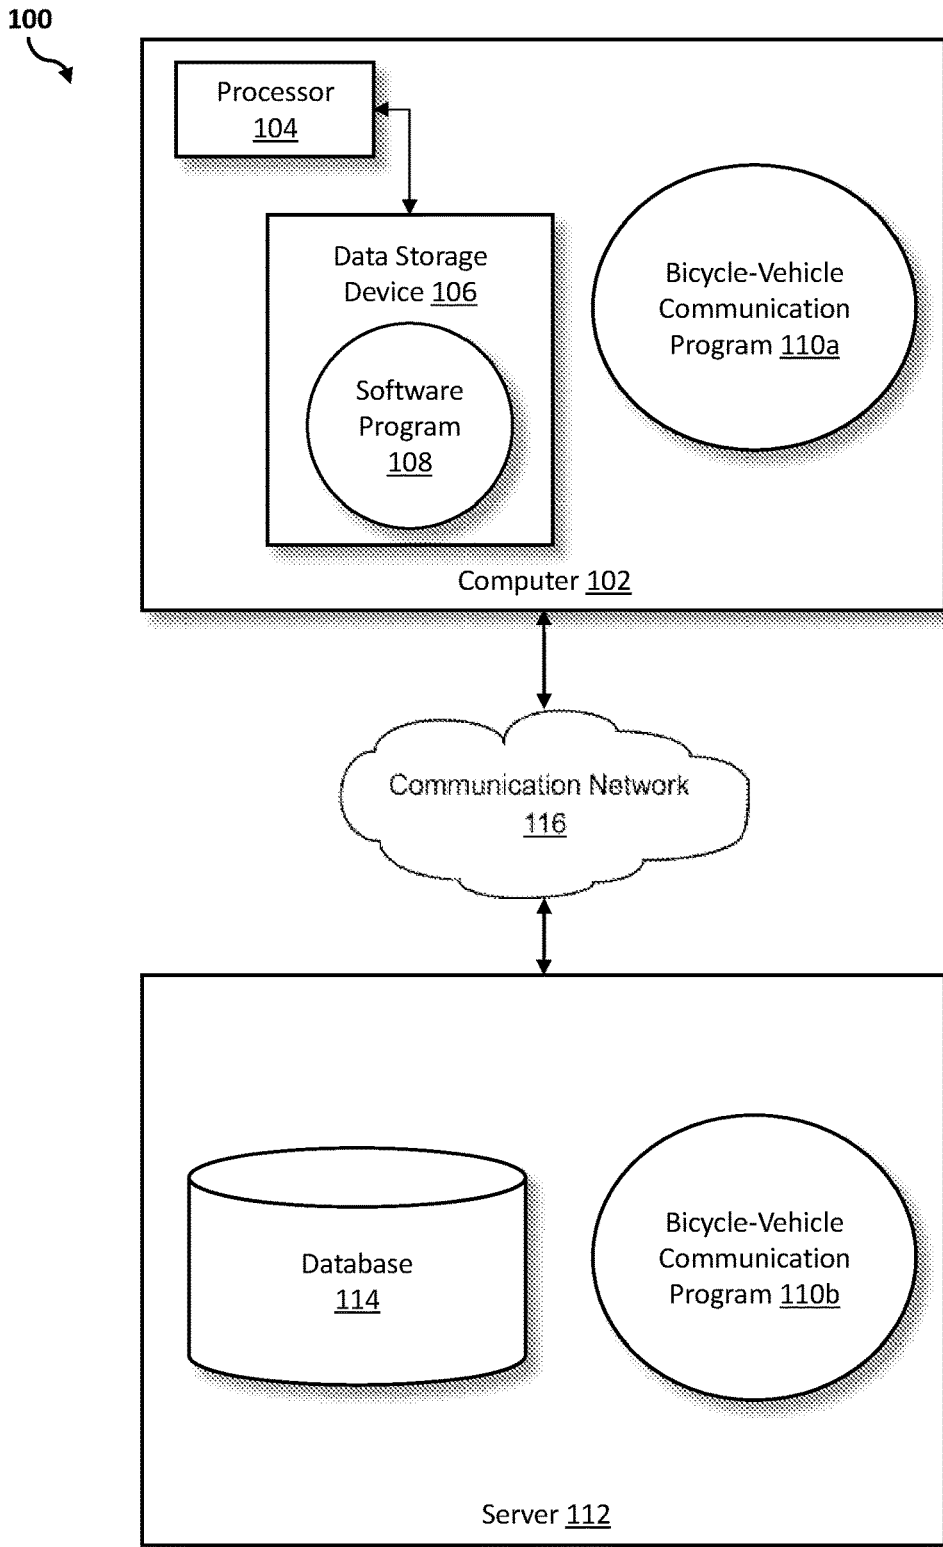 100
Processor
104
Data Storage
Device 106
Software
Program
108
Bicycle-Vehicle
Communication
Program 110a
Computer 102
Communication Network
116
Database
114
Bicycle-Vehicle
Communication
Program 110b
Server 112